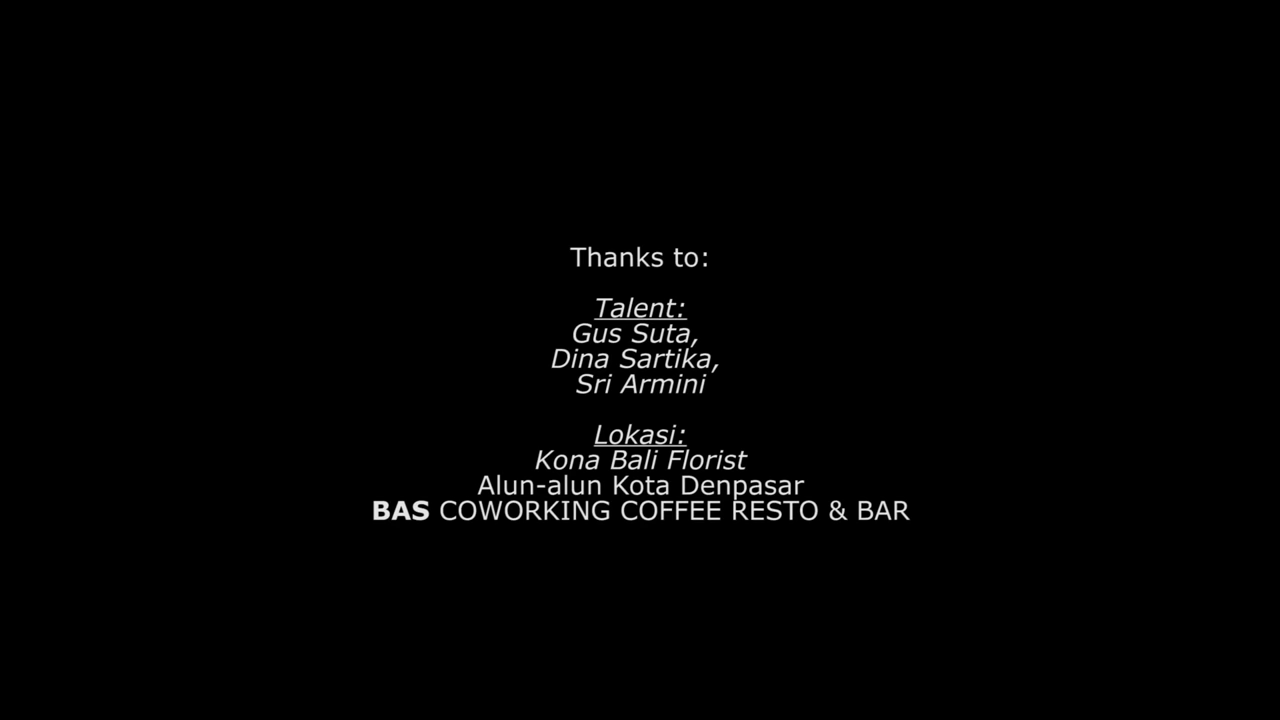 Thanks to:
Talent:
Gus Suta,
Dina Sartika,
Sri Armini
Lokasi:
Kona Bali Florist
Alun-alun Kota Denpasar
BAS COWORKING COFFEE RESTO & BAR